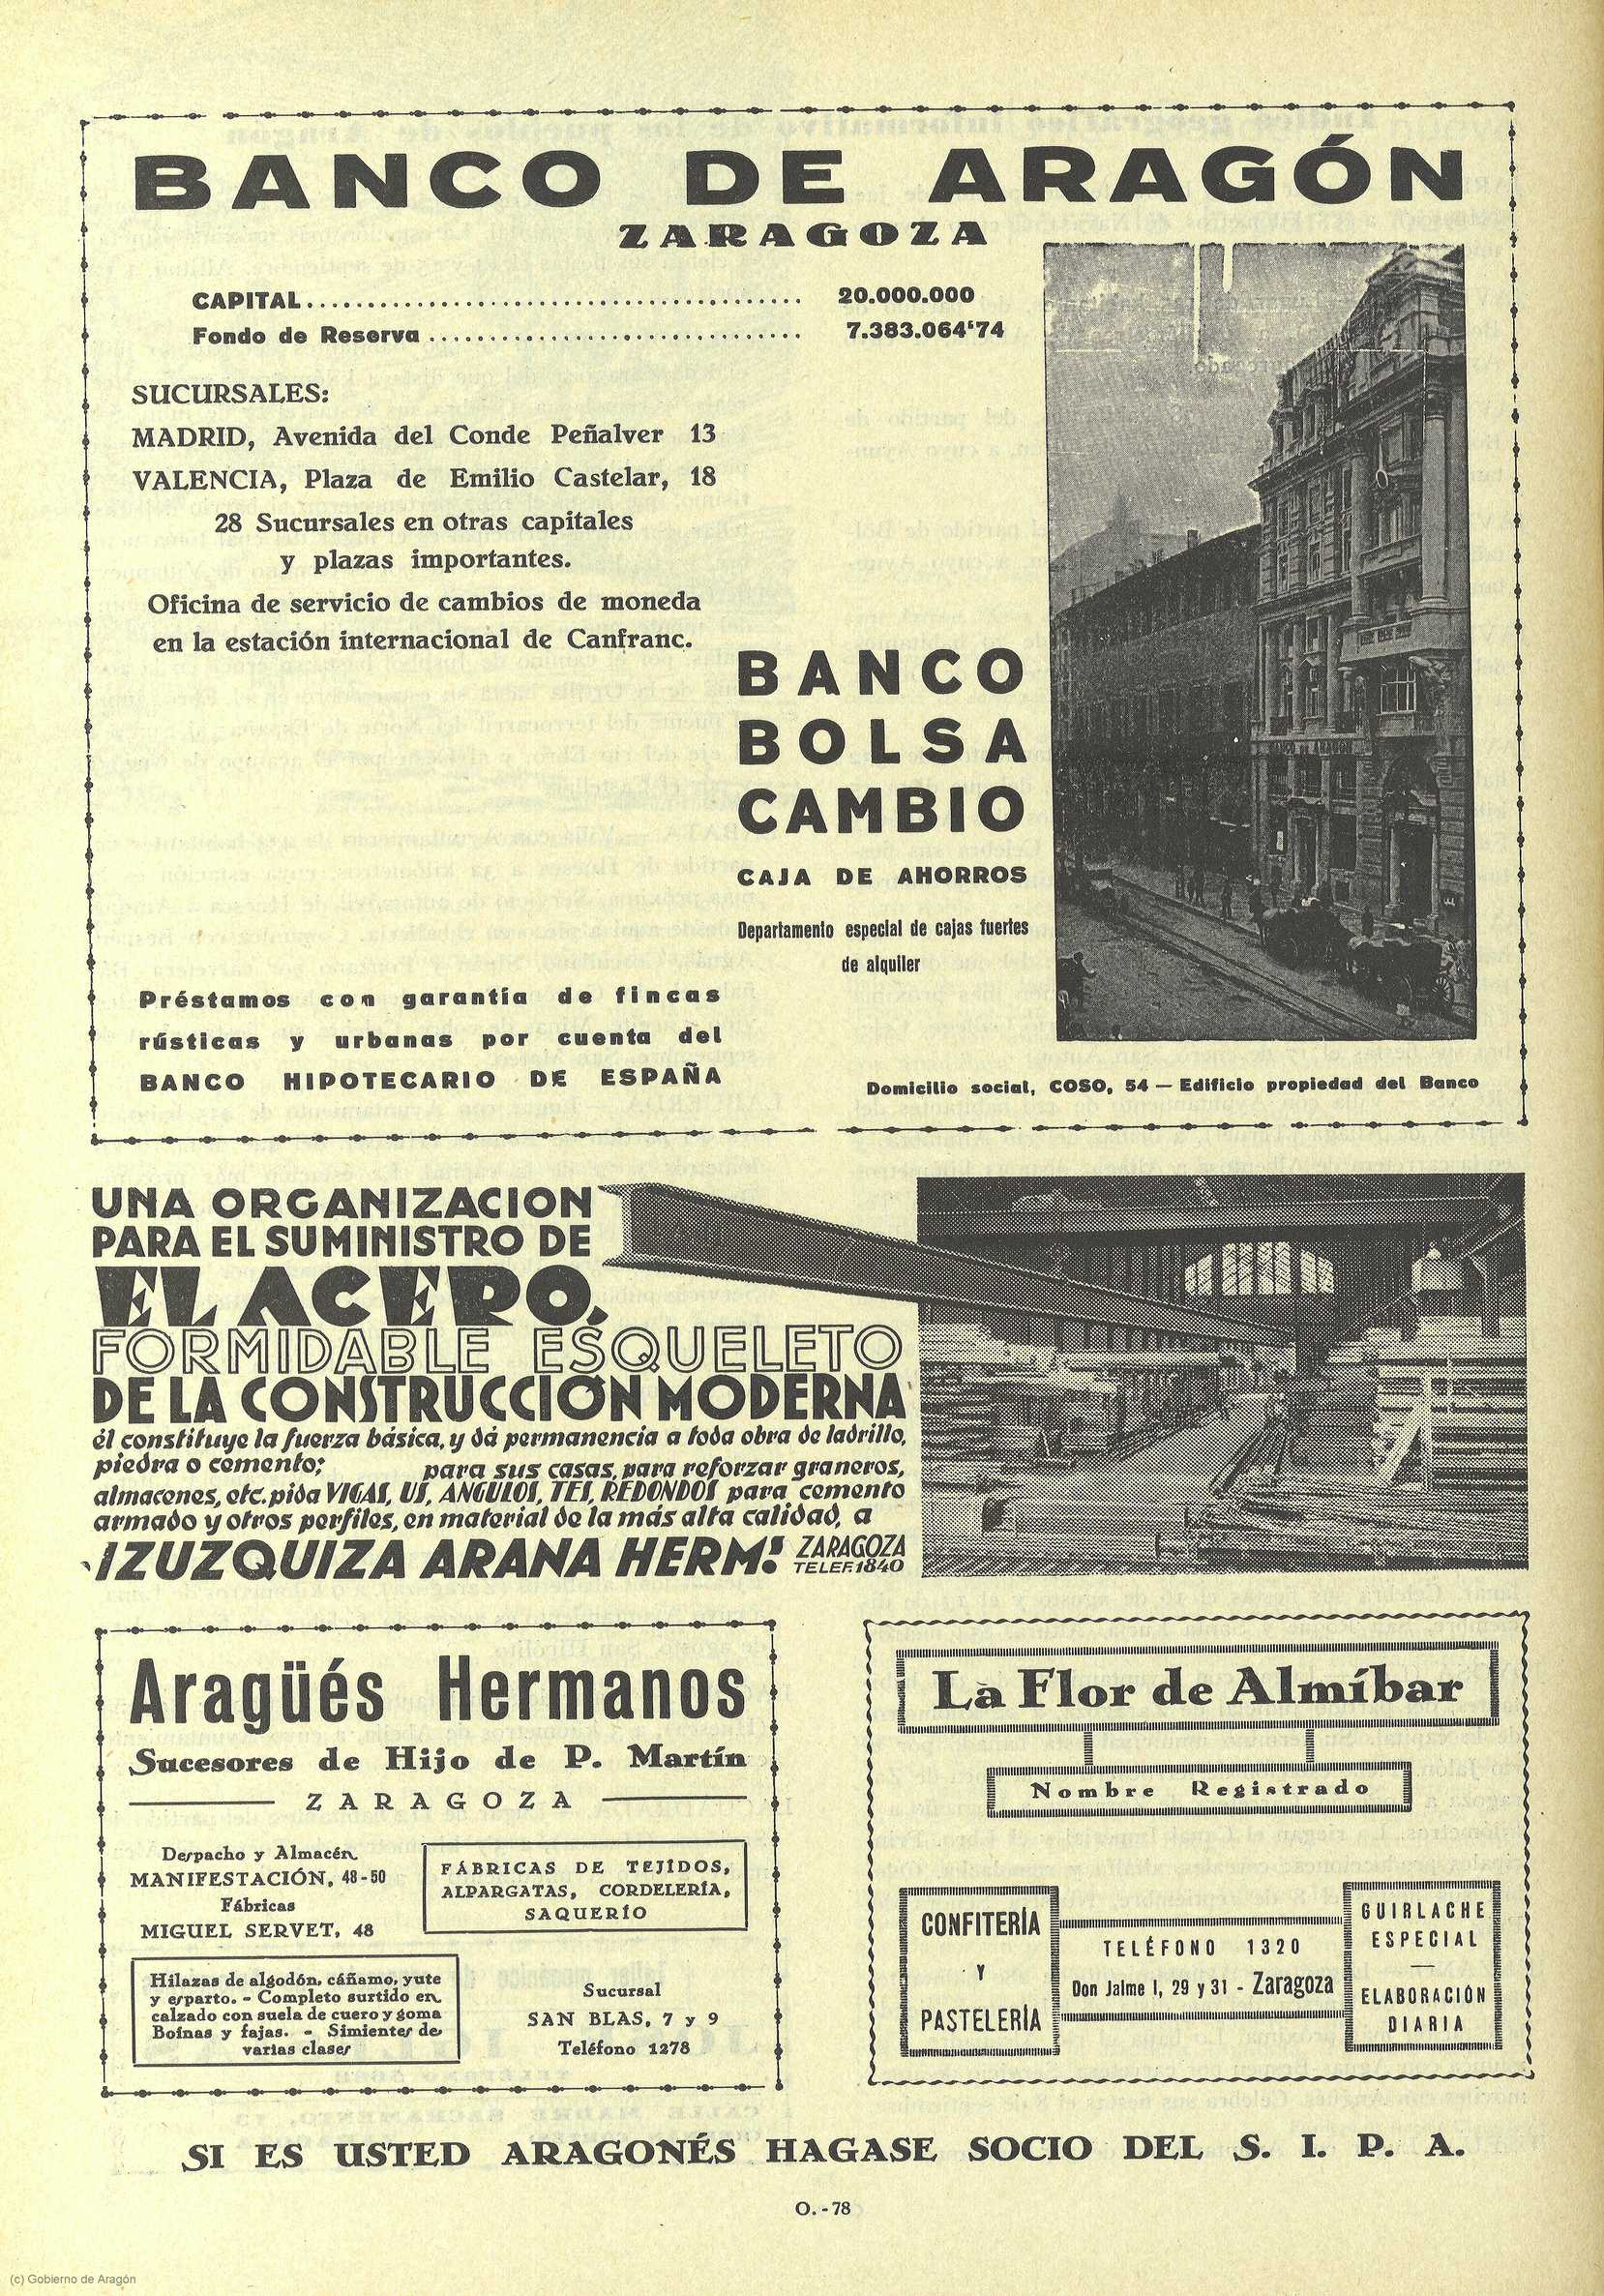 BANCO DE ARAGÓN
ZARAGOZA
CAPITAL........................................ 20.000.000
Fondo de Reserva .............................. 7.383.064‘74
SUCURSALES:
MADRID, Avenida del Conde Peñalver 13
VALENCIA, Plaza de Emilio Castelar, 18
28 Sucursales en otras capitales
y plazas importantes.
Oficina de servicio de cambios de moneda
en la estación internacional de Canfranc.
BANCO
BOLSA
CAMBIO
CAJA DE AHORROS
Departamento especial de cajas fuertes
de alquiler
Préstamos con garantía de fincas
rústicas y urbanas por cuenta del
BANCO HIPOTECARIO DE ESPAÑA
BANCO DE ARAGON
Domicilio social, COSO, 54 — Edificio propiedad del Banco
UNA ORGANIZACION
PARA EL SUMINISTRO DE
EL ACERO,
FORMIDABLE ESQUELETO
DE LA CONSTRUCCIÓN MODERNA
él constituye la fuerza básica, y dá permanencia a toda obra de ladrillo,
piedra o cemento; para sus casas, para reforzar graneros,
almacenes, etc. pida VIGAS, US, ANGULOS, TES, REDONDOS para cemento
armado y otros perfiles, en material de la más alta calidad, a
IZUZQUIZA ARANA HERMS. ZARAGOZA
TELEF. 1840
Aragüés Hermanos
Sucesores de Hijo de P. Martín
ZARAGOZA
Despacho y Almacén
MANIFESTACIÓN, 48-50
Fábricas
MIGUEL SERVET, 48
FÁBRICAS DE TEJIDOS,
ALPARGATAS, CORDELERÍA,
SAQUERÍO
Hilazas de algodón, cáñamo, yute
y esparto. - Completo surtido en
calzado con suela de cuero y goma
Boinas y fajas. - Simientes de
varias clases
Sucursal
SAN BLAS, 7 y 9
Teléfono 1278
La Flor de Almíbar
Nombre Registrado
CONFITERÍA
Y
PASTELERÍA
TELÉFONO 1320
Don Jaime I, 29 y 31 - Zaragoza
GUIRLACHE
ESPECIAL
—
ELABORACIÓN
DIARIA
SI ES USTED ARAGONÉS HAGASE SOCIO DEL S. I. P. A.
O. - 78
(c) Gobierno de Aragón